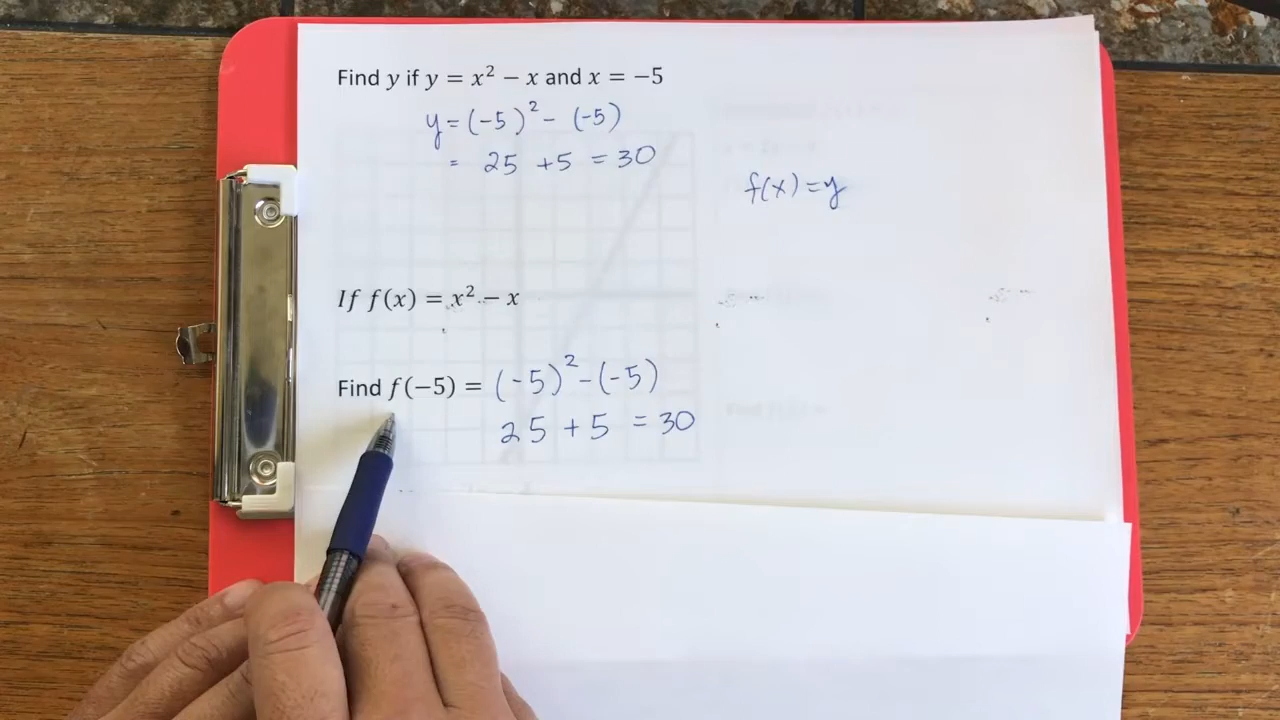 Find y if y = x² − x and x = −5
y = (-5)² - (-5)
= 25 +5 = 30
f(x) = y
If f(x) = x² − x
Find f(−5) = (-5)² - (-5)
25 + 5 = 30